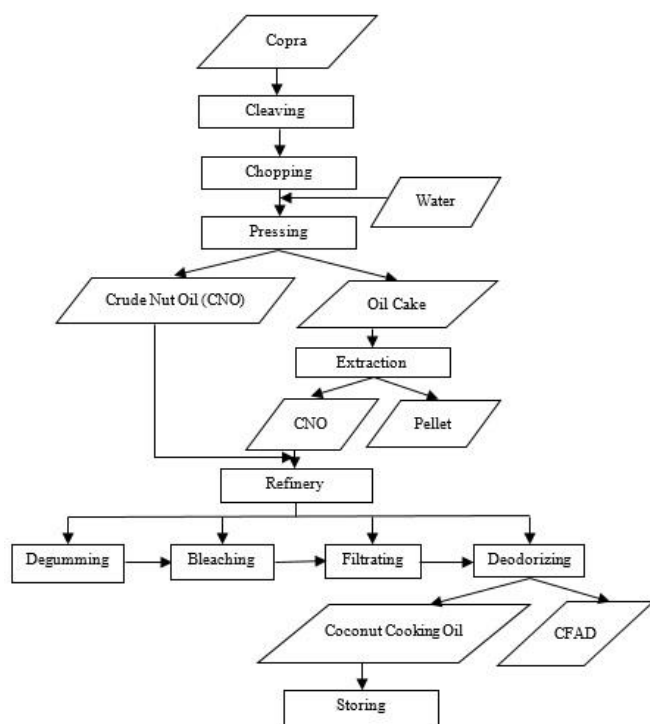 Copra
Cleaving
Chopping
Water
Pressing
Crude Nut Oil (CNO)
Oil Cake
Extraction
CNO
Pellet
Refinery
Degumming
Bleaching
Filtrating
Deodorizing
Coconut Cooking Oil
CFAD
Storing